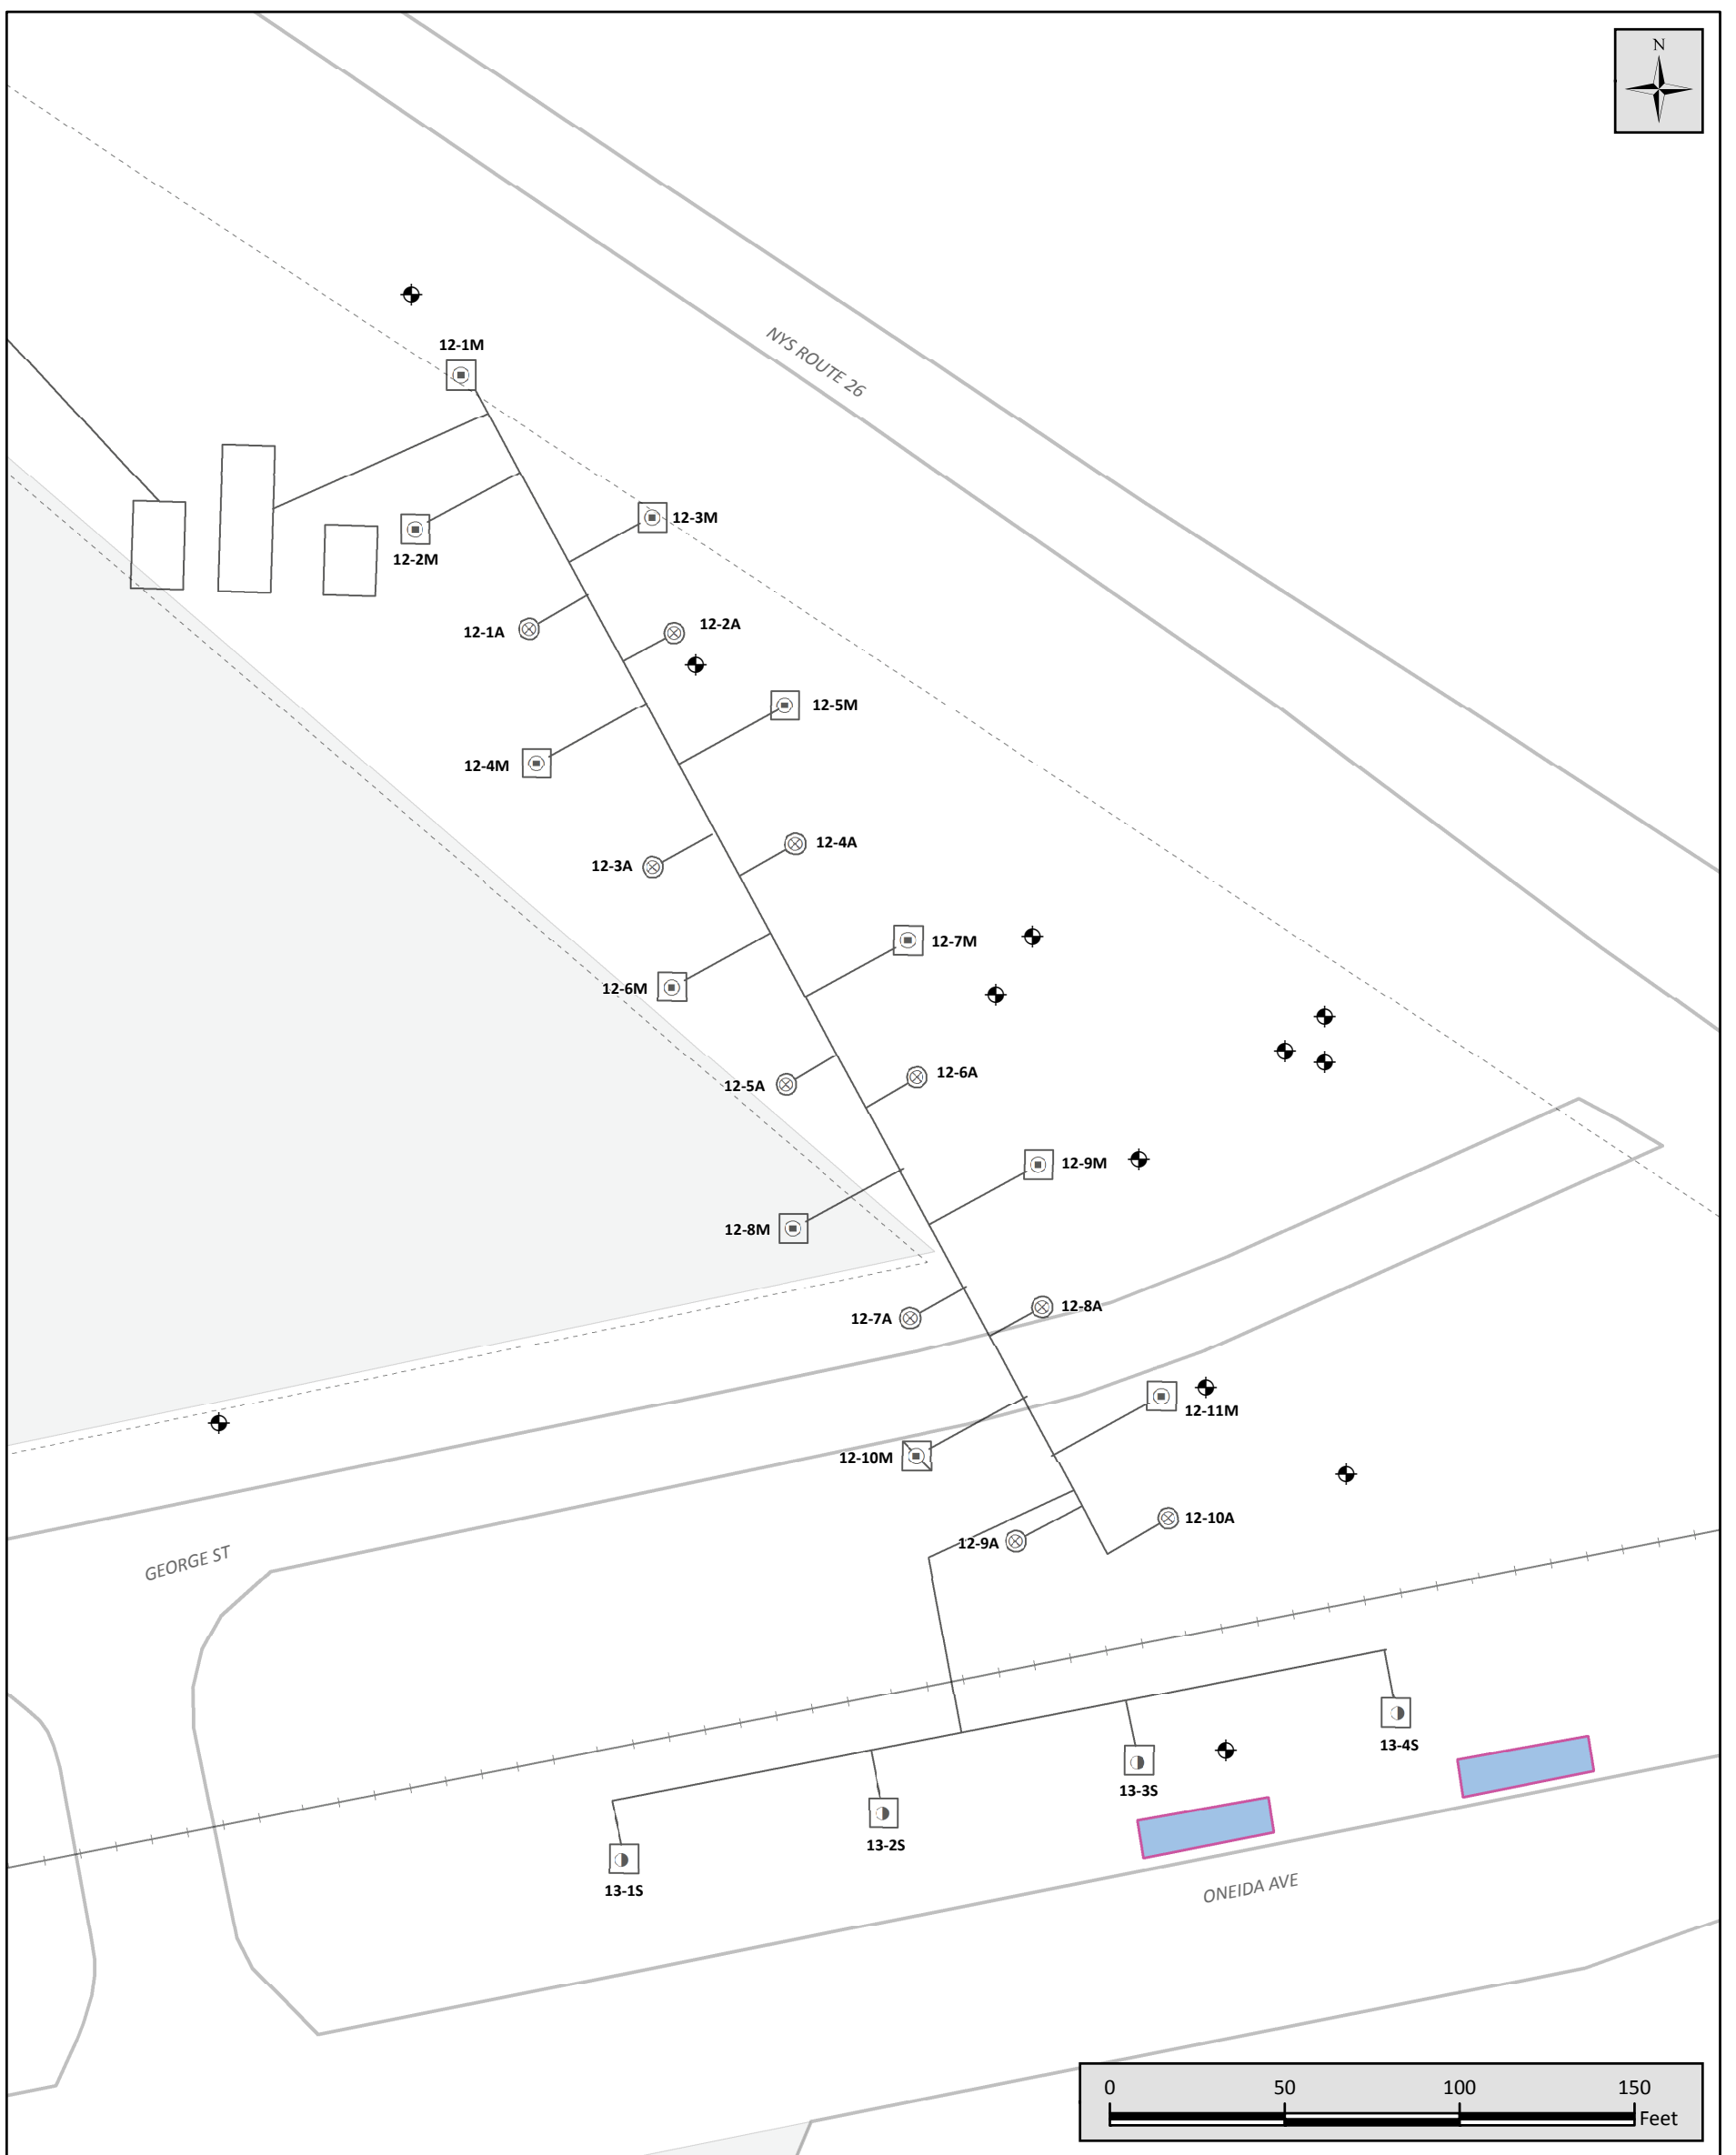 N
NYS ROUTE 26
12-1M
12-3M
12-2M
12-1A
12-2A
12-5M
12-4M
12-4A
12-3A
12-7M
12-6M
12-6A
12-5A
12-9M
12-8M
12-8A
12-7A
12-11M
12-10M
12-10A
12-9A
GEORGE ST
13-4S
13-3S
13-2S
13-1S
ONEIDA AVE
0 50 100 150
Feet